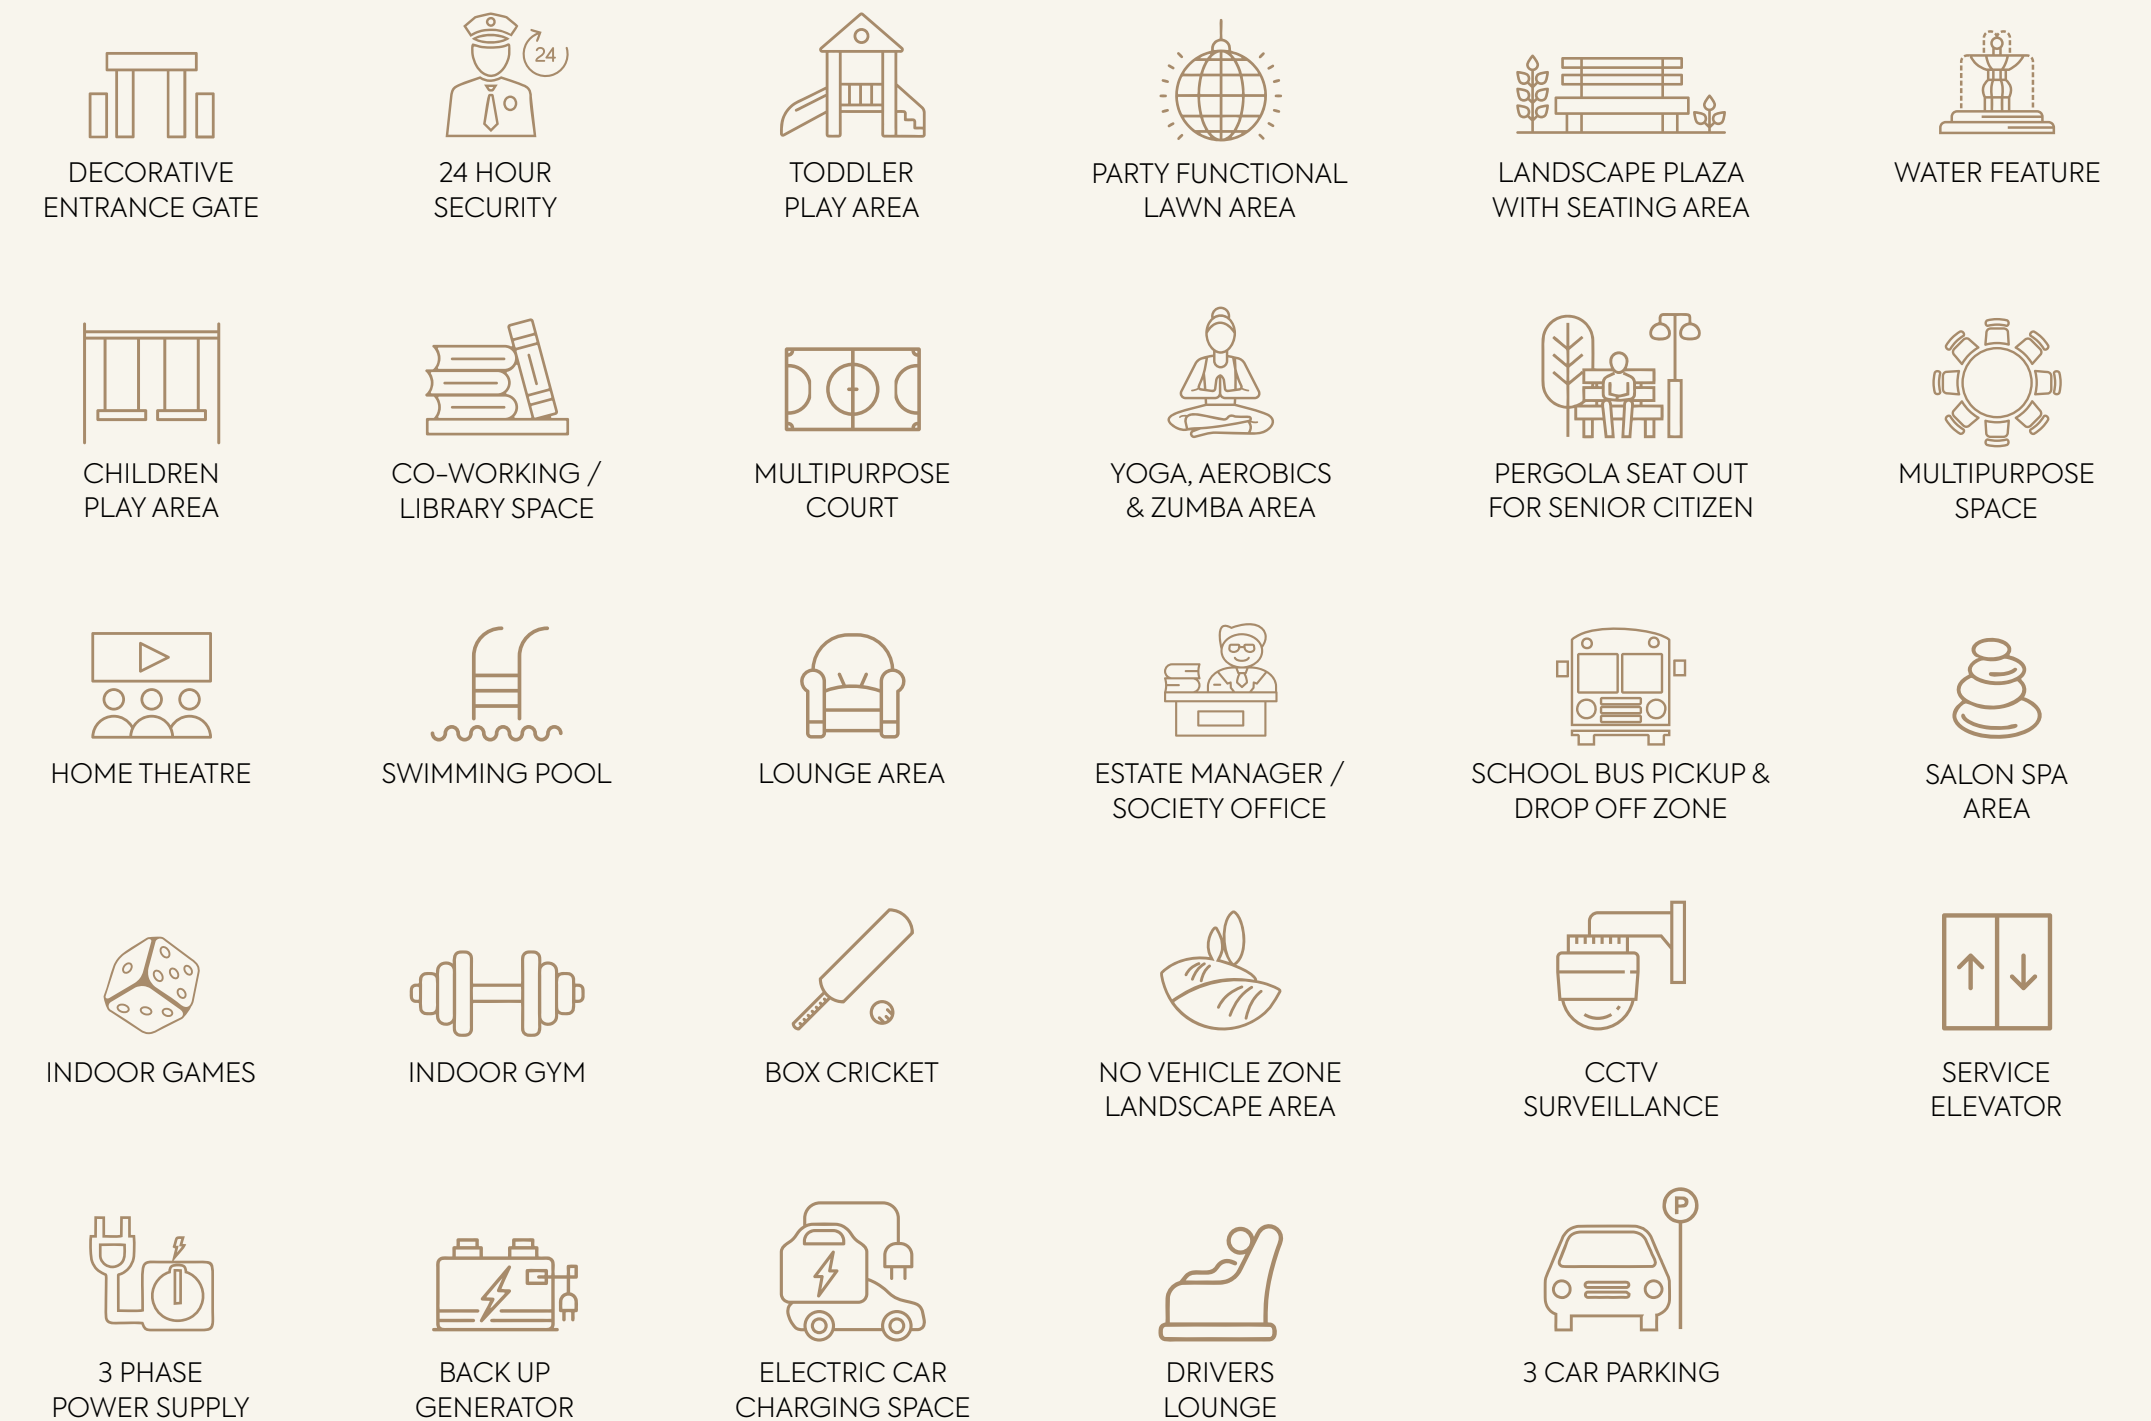 24
DECORATIVE
ENTRANCE GATE
24 HOUR
SECURITY
TODDLER
PLAY AREA
PARTY FUNCTIONAL
LAWN AREA
LANDSCAPE PLAZA
WITH SEATING AREA
WATER FEATURE
CHILDREN
PLAY AREA
CO-WORKING /
LIBRARY SPACE
MULTIPURPOSE
COURT
YOGA, AEROBICS
& ZUMBA AREA
PERGOLA SEAT OUT
FOR SENIOR CITIZEN
MULTIPURPOSE
SPACE
HOME THEATRE
SWIMMING POOL
LOUNGE AREA
ESTATE MANAGER /
SOCIETY OFFICE
SCHOOL BUS PICKUP &
DROP OFF ZONE
SALON SPA
AREA
INDOOR GAMES
INDOOR GYM
BOX CRICKET
NO VEHICLE ZONE
LANDSCAPE AREA
CCTV
SURVEILLANCE
SERVICE
ELEVATOR
3 PHASE
POWER SUPPLY
BACK UP
GENERATOR
ELECTRIC CAR
CHARGING SPACE
DRIVERS
LOUNGE
P
3 CAR PARKING